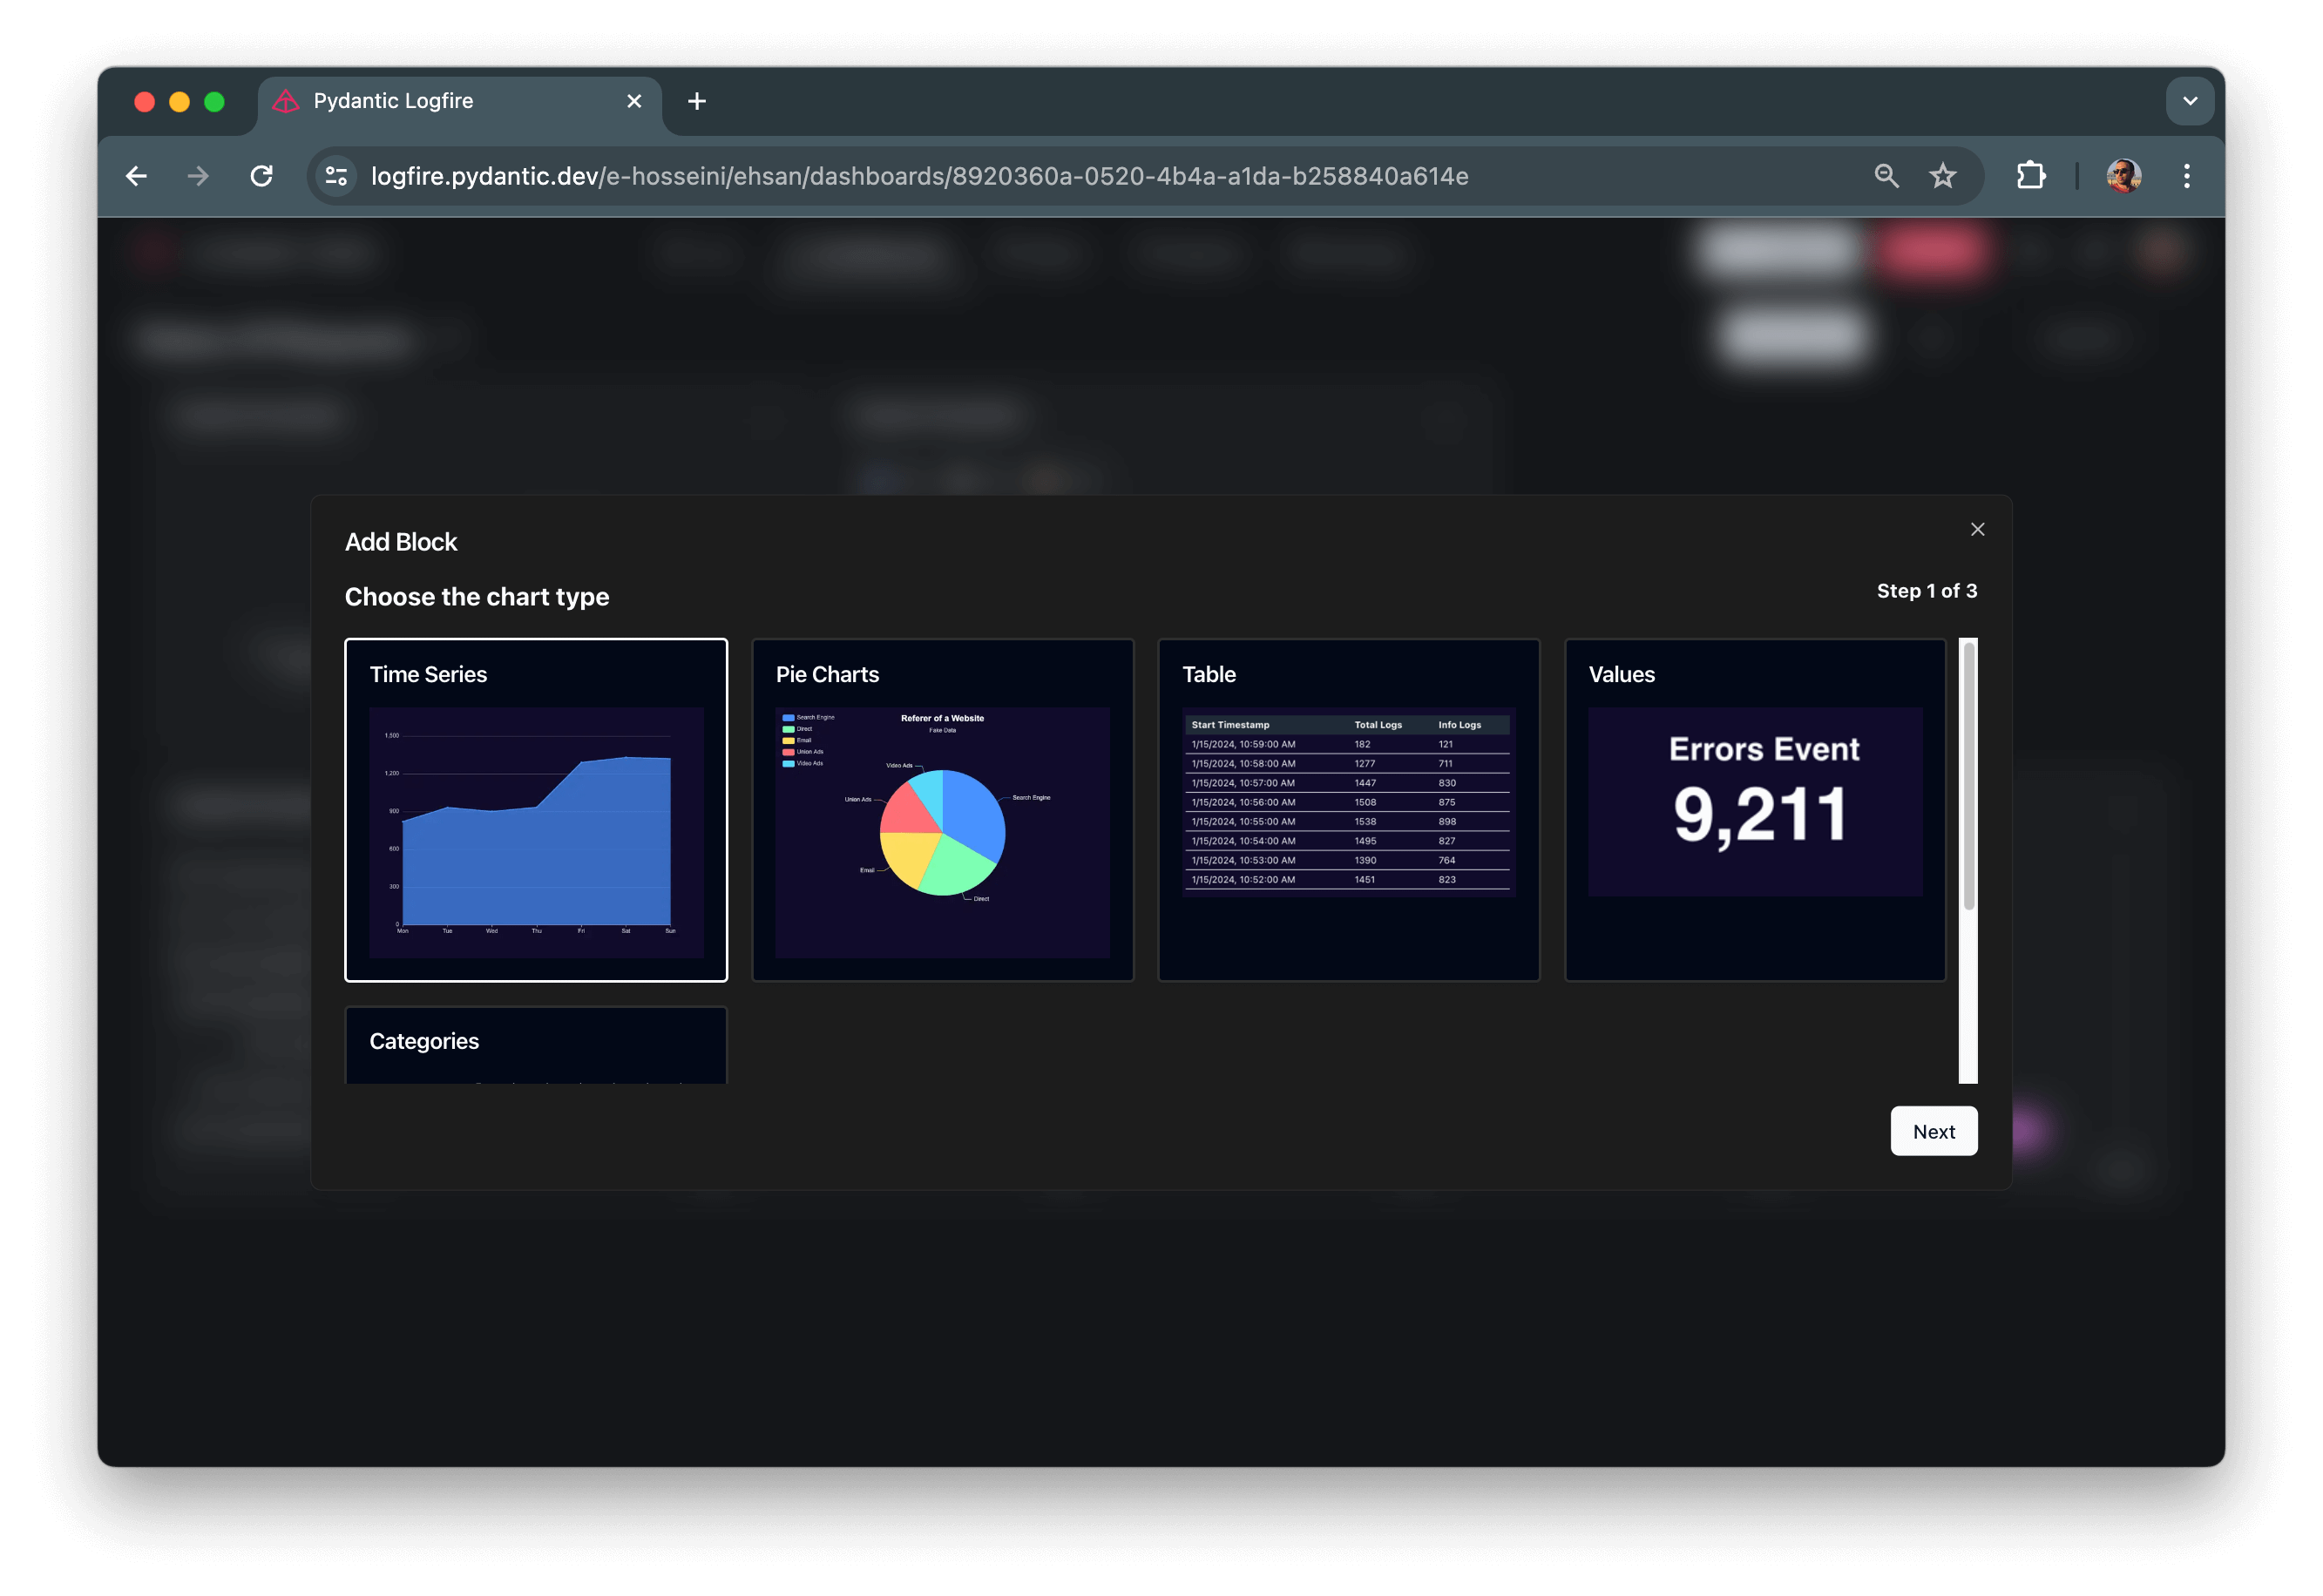 Pydantic Logfire
logfire.pydantic.dev/e-hosseini/ehsan/dashboards/8920360a-0520-4b4a-a1da-b258840a614e
Add Block
Choose the chart type
Step 1 of 3
Time Series
1,500
1,200
900
600
300
0
Mon Tue Wed Thu Fri Sat Sun
Pie Charts
Search Engine
Direct
Email
Union Ads
Video Ads
Referer of a Website
Fake Data
Video Ads
Search Engine
Union Ads
Email
Direct
Table
Start Timestamp Total Logs Info Logs
1/15/2024, 10:59:00 AM 182 121
1/15/2024, 10:58:00 AM 1277 711
1/15/2024, 10:57:00 AM 1447 830
1/15/2024, 10:56:00 AM 1508 875
1/15/2024, 10:55:00 AM 1538 898
1/15/2024, 10:54:00 AM 1495 827
1/15/2024, 10:53:00 AM 1390 764
1/15/2024, 10:52:00 AM 1451 823
Values
Errors Event
9,211
Categories
Next